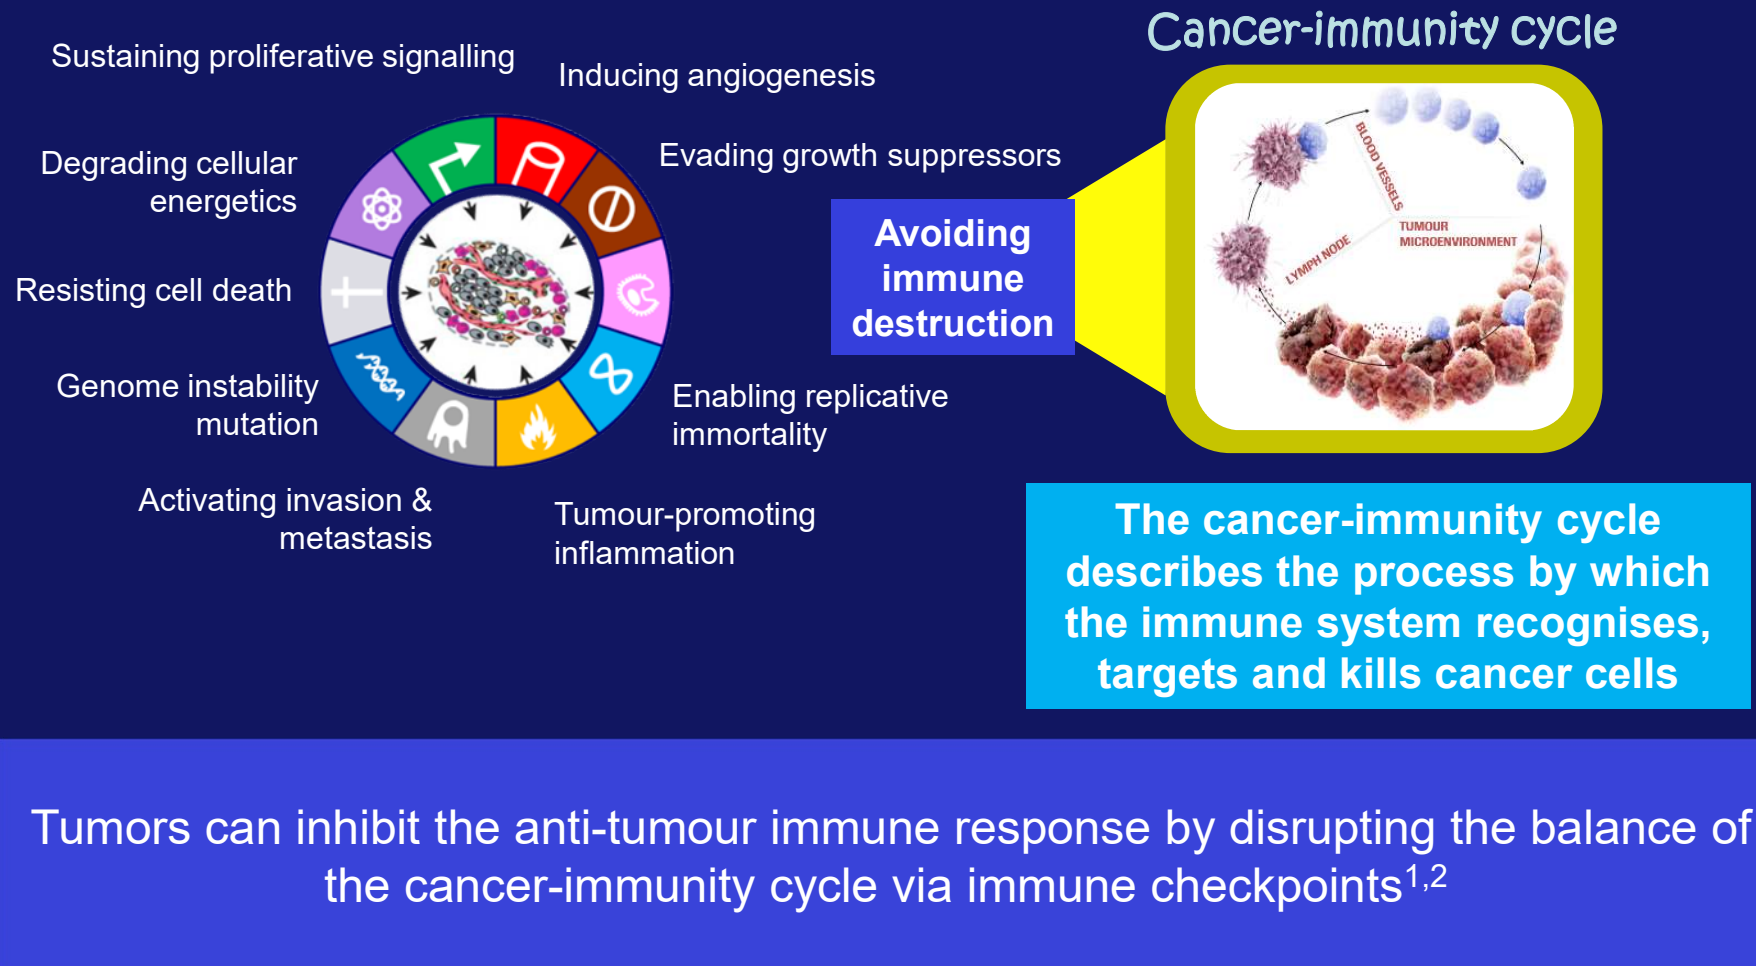 Cancer-immunity cycle
Sustaining proliferative signalling
Inducing angiogenesis
Evading growth suppressors
Degrading cellular
energetics
Resisting cell death
Genome instability
mutation
Activating invasion &
metastasis
Tumour-promoting
inflammation
Enabling replicative
immortality
Avoiding
immune
destruction
BLOOD VESSELS
TUMOUR
MICROENVIRONMENT
LYMPH NODE
The cancer-immunity cycle
describes the process by which
the immune system recognises,
targets and kills cancer cells
Tumors can inhibit the anti-tumour immune response by disrupting the balance of
the cancer-immunity cycle via immune checkpoints1,2